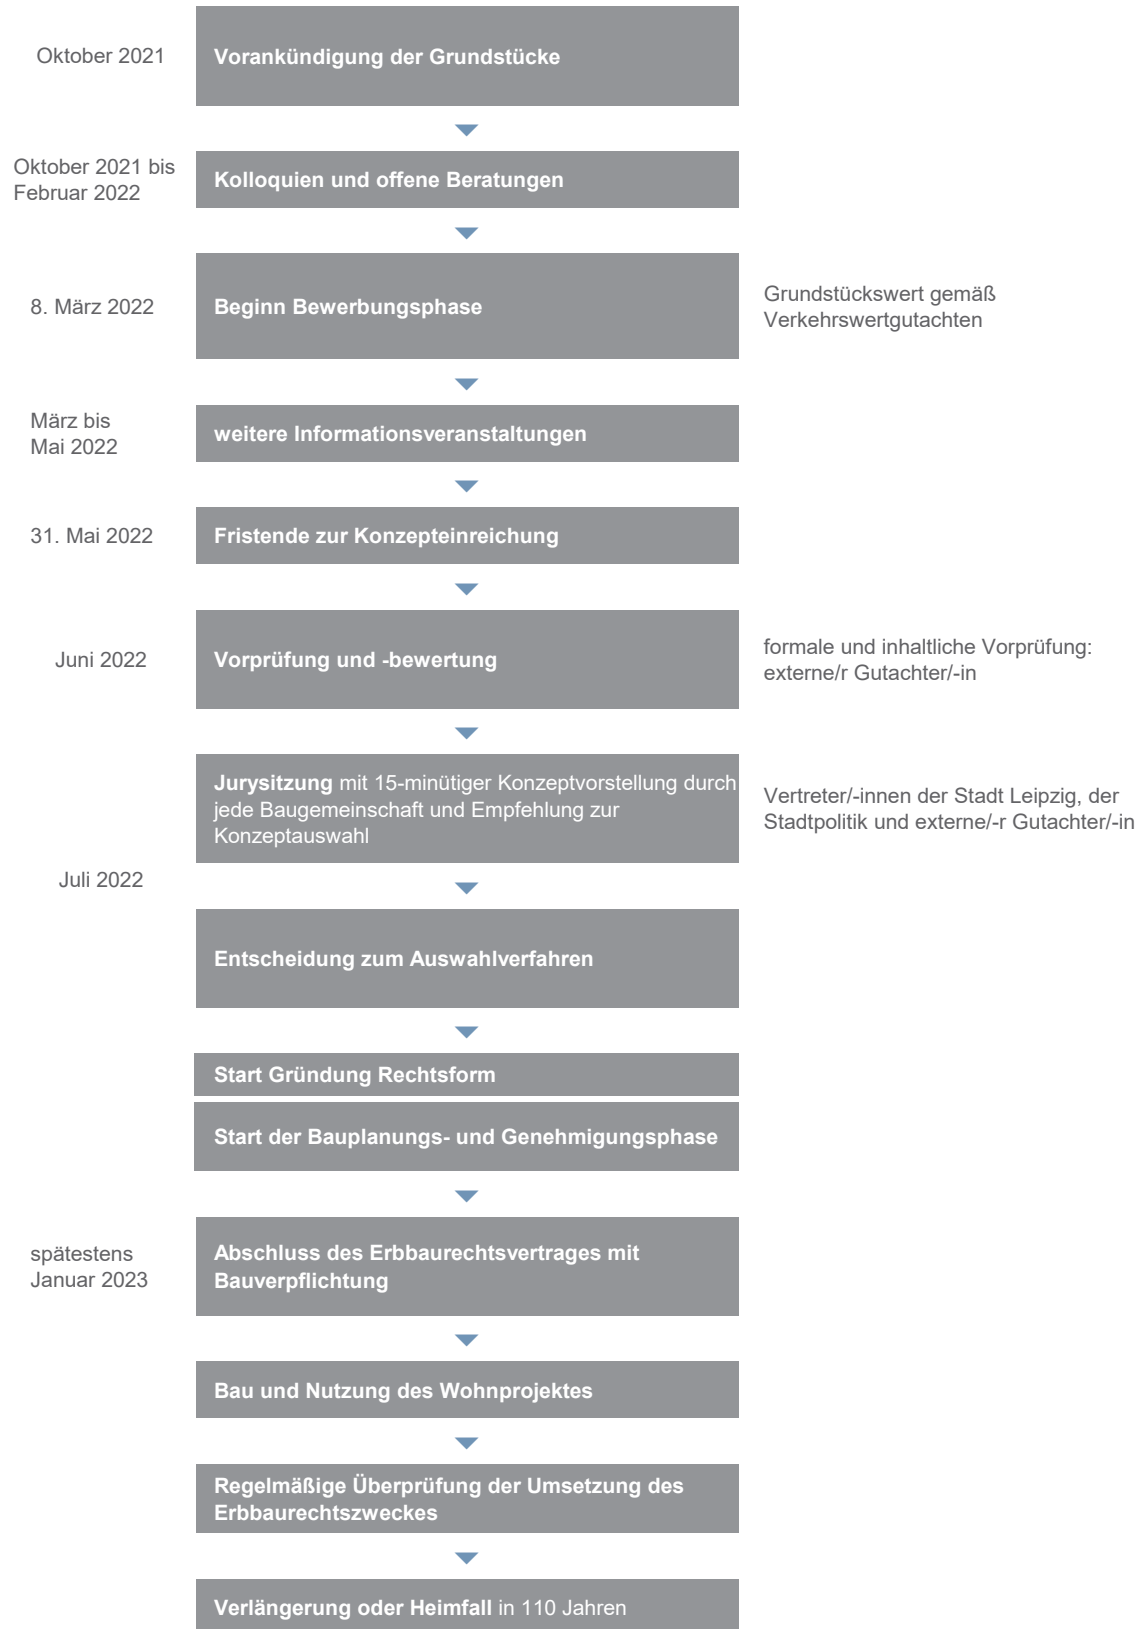 Oktober 2021
Vorankündigung der Grundstücke
Oktober 2021 bis
Februar 2022
Kolloquien und offene Beratungen
8. März 2022
Beginn Bewerbungsphase
Grundstückswert gemäß
Verkehrswertgutachten
März bis
Mai 2022
weitere Informationsveranstaltungen
31. Mai 2022
Fristende zur Konzepteinreichung
Juni 2022
Vorprüfung und -bewertung
formale und inhaltliche Vorprüfung:
externe/r Gutachter/-in
Jurysitzung mit 15-minütiger Konzeptvorstellung durch
jede Baugemeinschaft und Empfehlung zur
Konzeptauswahl
Vertreter/-innen der Stadt Leipzig, der
Stadtpolitik und externe/-r Gutachter/-in
Juli 2022
Entscheidung zum Auswahlverfahren
Start Gründung Rechtsform
Start der Bauplanungs- und Genehmigungsphase
spätestens
Januar 2023
Abschluss des Erbbaurechtsvertrages mit
Bauverpflichtung
Bau und Nutzung des Wohnprojektes
Regelmäßige Überprüfung der Umsetzung des
Erbbaurechtszweckes
Verlängerung oder Heimfall in 110 Jahren